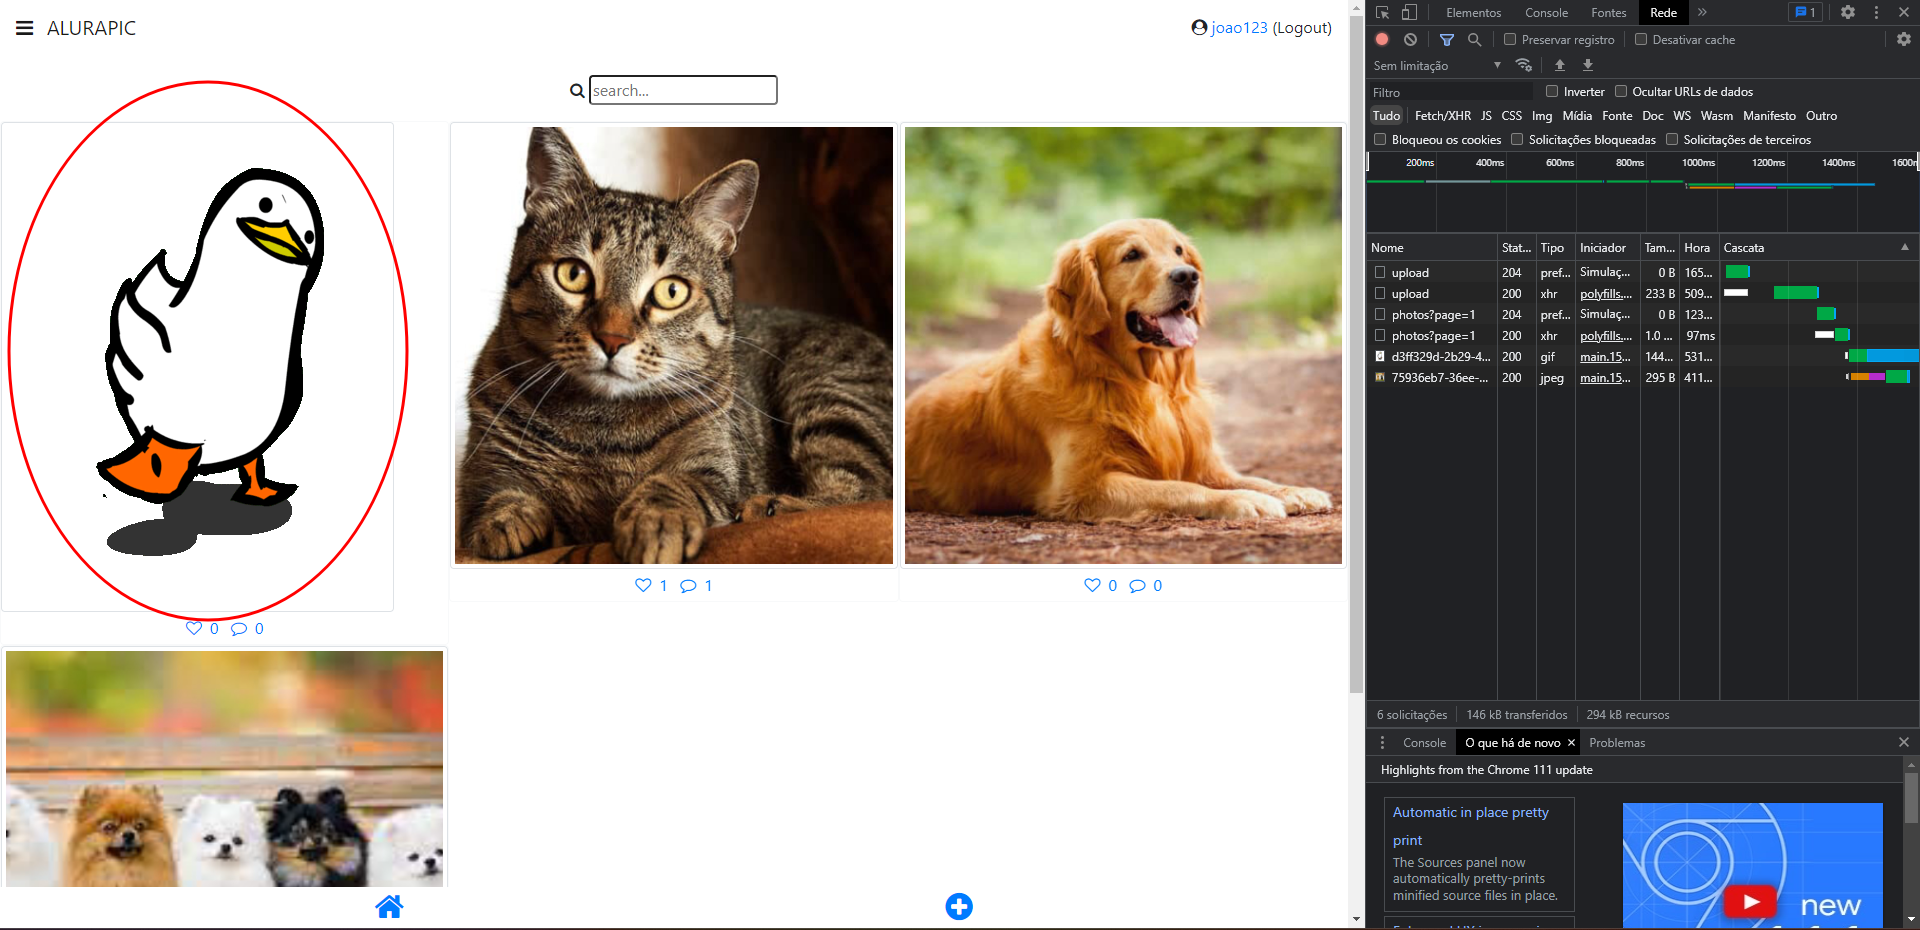 ALURAPIC
joao123 (Logout)
search...
1 1
0 0
0 0
Elementos Console Fontes Rede » 1
Preservar registro Desativar cache
Sem limitação
Filtro Inverter Ocultar URLs de dados
Tudo Fetch/XHR JS CSS Img Mídia Fonte Doc WS Wasm Manifesto Outro
Bloqueou os cookies Solicitações bloqueadas Solicitações de terceiros
200ms 400ms 600ms 800ms 1000ms 1200ms 1400ms
Nome Stat... Tipo Iniciador Tam... Hora Cascata
upload 204 pref... Simulaç... 0 B 165...
upload 200 xhr polyfills.... 233 B 509...
photos?page=1 204 pref... Simulaç... 0 B 123...
photos?page=1 200 xhr polyfills.... 1.0 ... 97ms
d3ff329d-2b29-4... 200 gif main.15... 144... 531...
75936eb7-36ee-... 200 jpeg main.15... 295 B 411...
6 solicitações 146 kB transferidos 294 kB recursos
Console O que há de novo × Problemas
Highlights from the Chrome 111 update
Automatic in place pretty
print
The Sources panel now
automatically pretty-prints
minified source files in place.
new